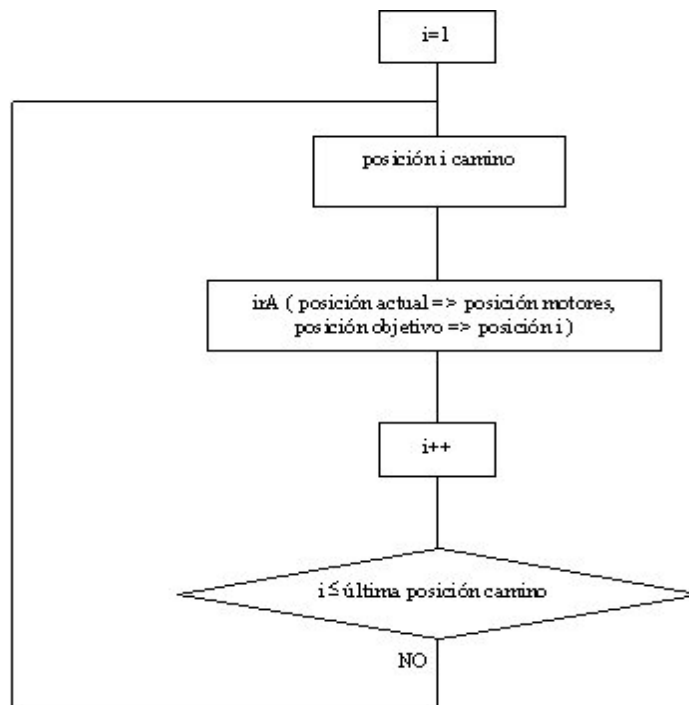 i=1
posición i camino
irA ( posición actual => posición motores,
posición objetivo => posición i )
i++
i ≤ última posición camino
NO